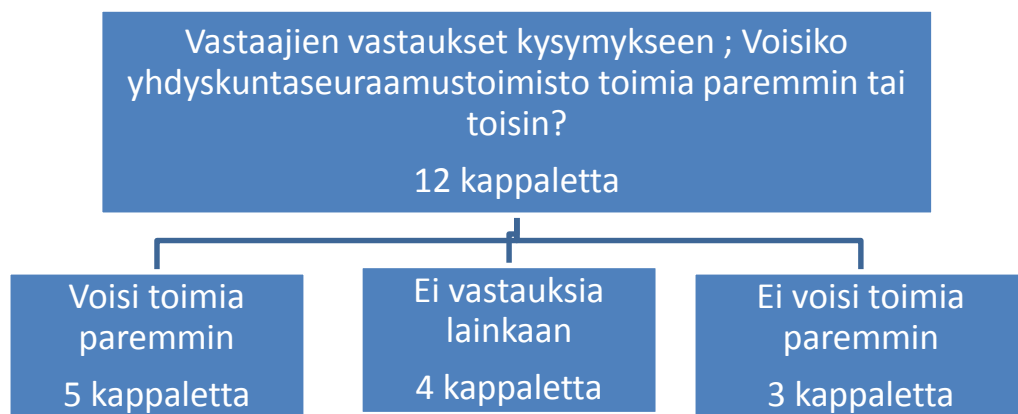 Vastaajien vastaukset kysymykseen ; Voisiko
yhdyskuntaseuraamustoimisto toimia paremmin tai
toisin?
12 kappaletta
Voisi toimia
paremmin
5 kappaletta
Ei vastauksia
lainkaan
4 kappaletta
Ei voisi toimia
paremmin
3 kappaletta